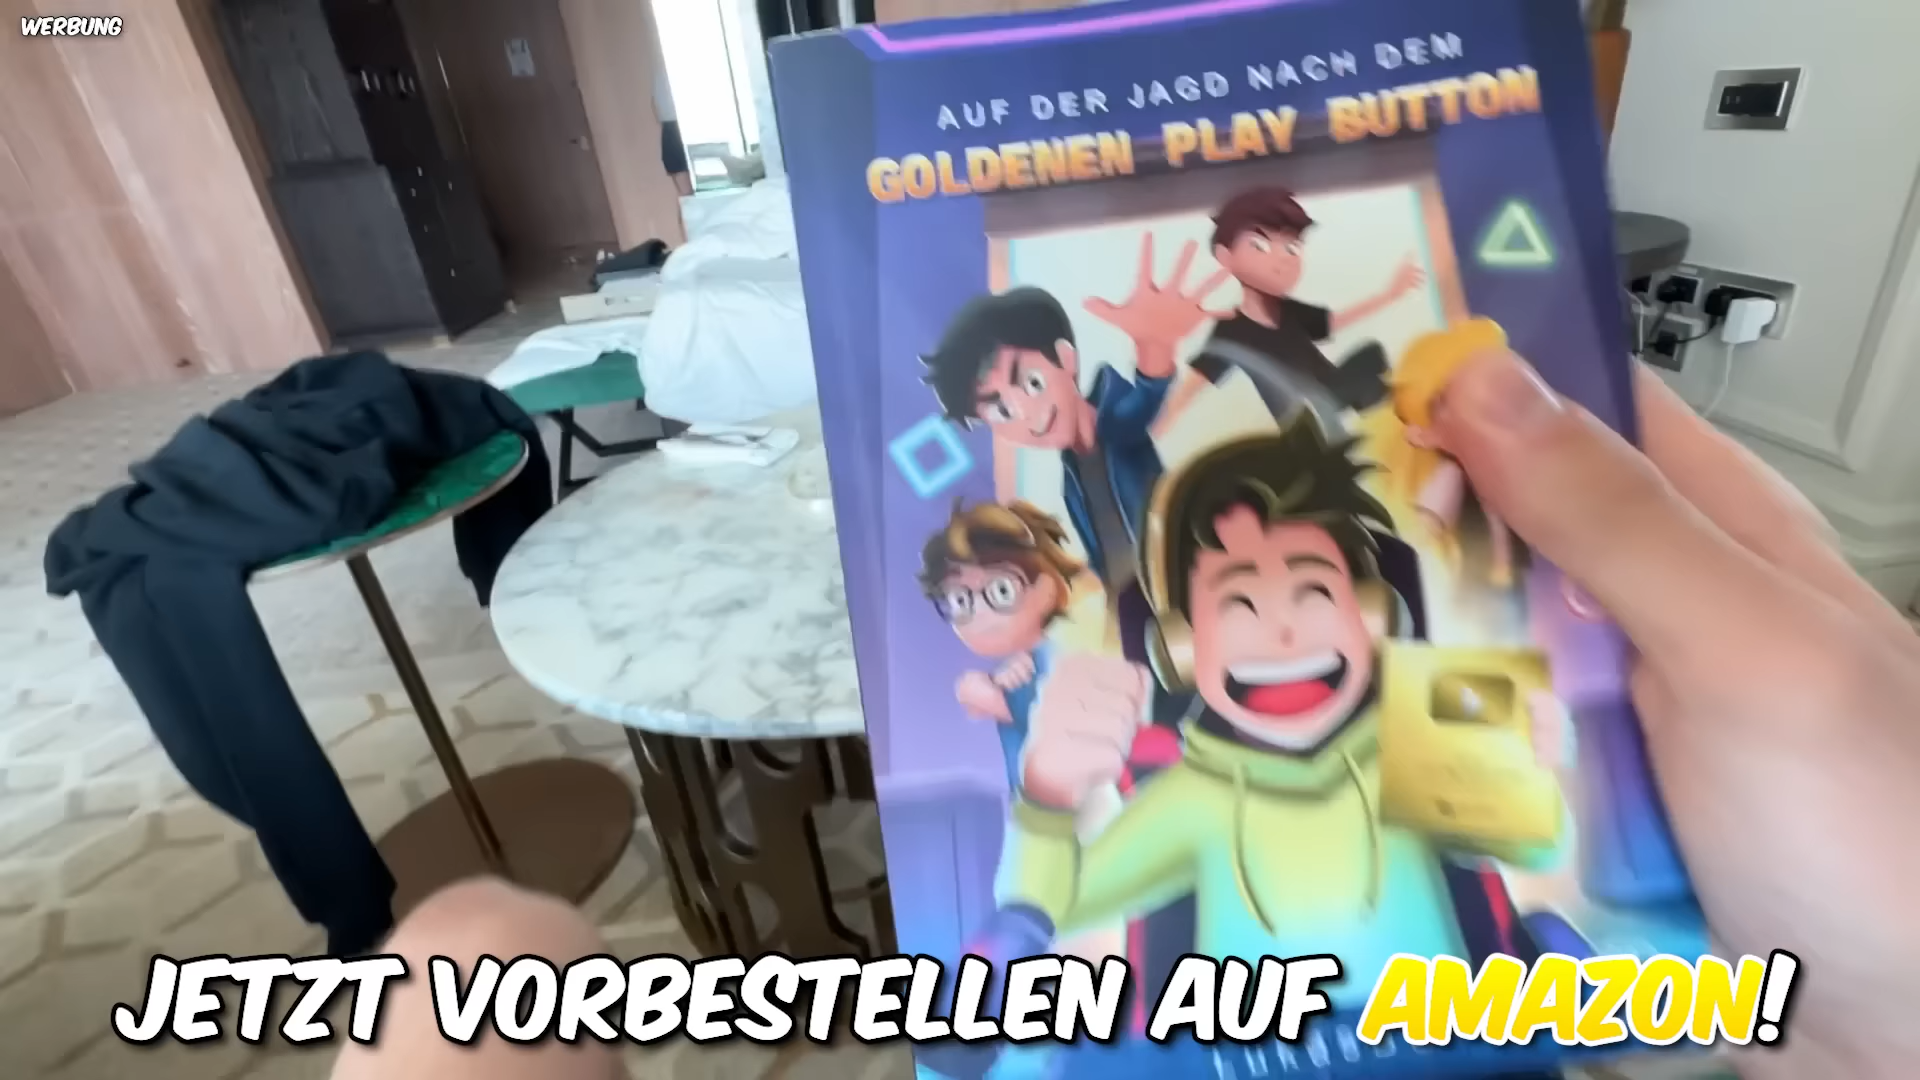 WERBUNG
AUF DER JAGD NACH DEM
GOLDENEN PLAY BUTTON
JETZT VORBESTELLEN AUF AMAZON!